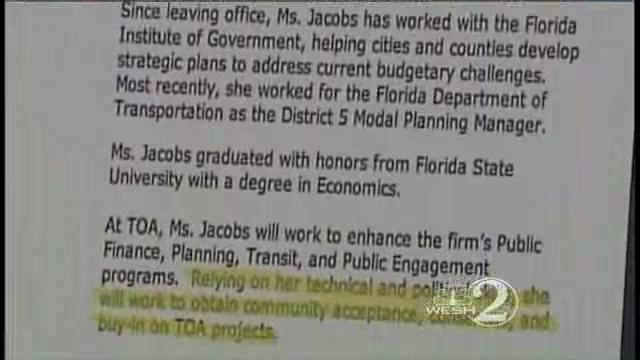 Since leaving office, Ms. Jacobs has worked with the Florida
Institute of Government, helping cities and counties develop
strategic plans to address current budgetary challenges.
Most recently, she worked for the Florida Department of
Transportation as the District 5 Modal Planning Manager.
Ms. Jacobs graduated with honors from Florida State
University with a degree in Economics.
At TOA, Ms. Jacobs will work to enhance the firm's Public
Finance, Planning, Transit, and Public Engagement
programs. Relying on her technical and political she
will work to obtain community acceptance, and
buy-in on TOA projects.
WESH 2